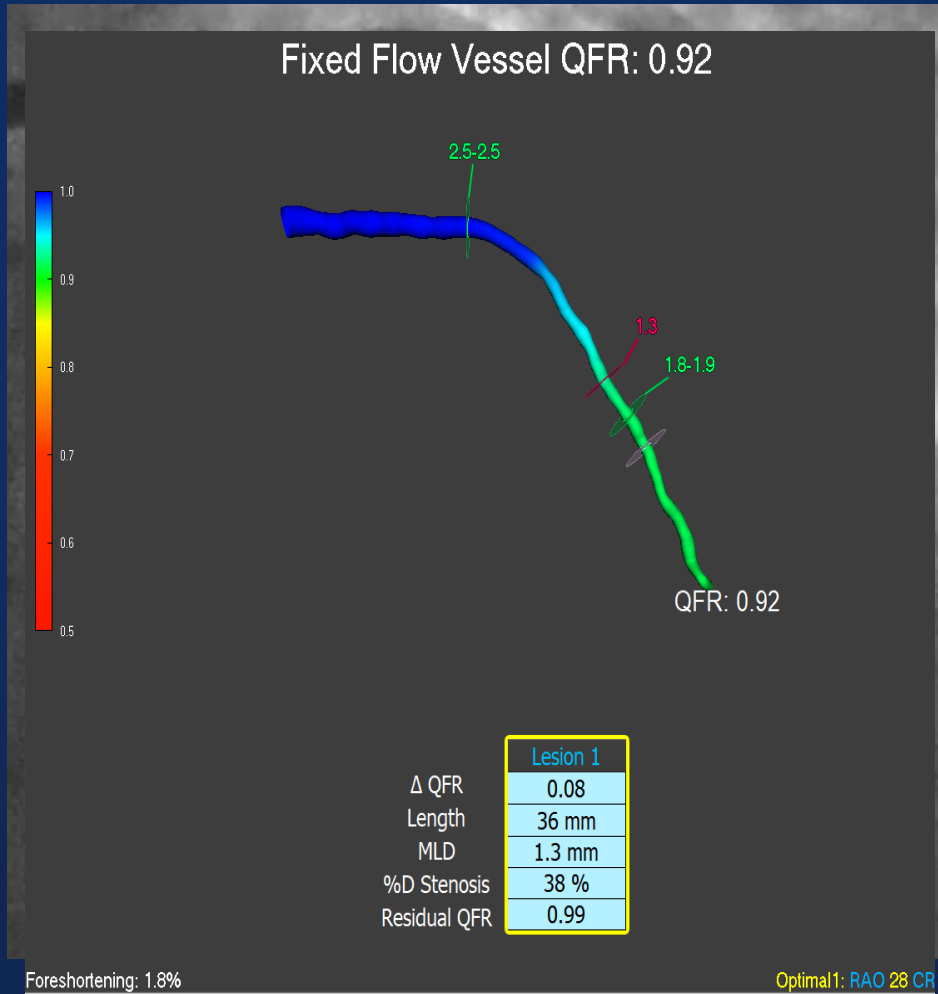 Fixed Flow Vessel QFR: 0.92
2.5-2.5
1.0
0.9
0.8
0.7
0.6
0.5
1.3
1.8-1.9
QFR: 0.92
Lesion 1
Δ QFR 0.08
Length 36 mm
MLD 1.3 mm
%D Stenosis 38 %
Residual QFR 0.99
Foreshortening: 1.8%
Optimal1: RAO 28 CR